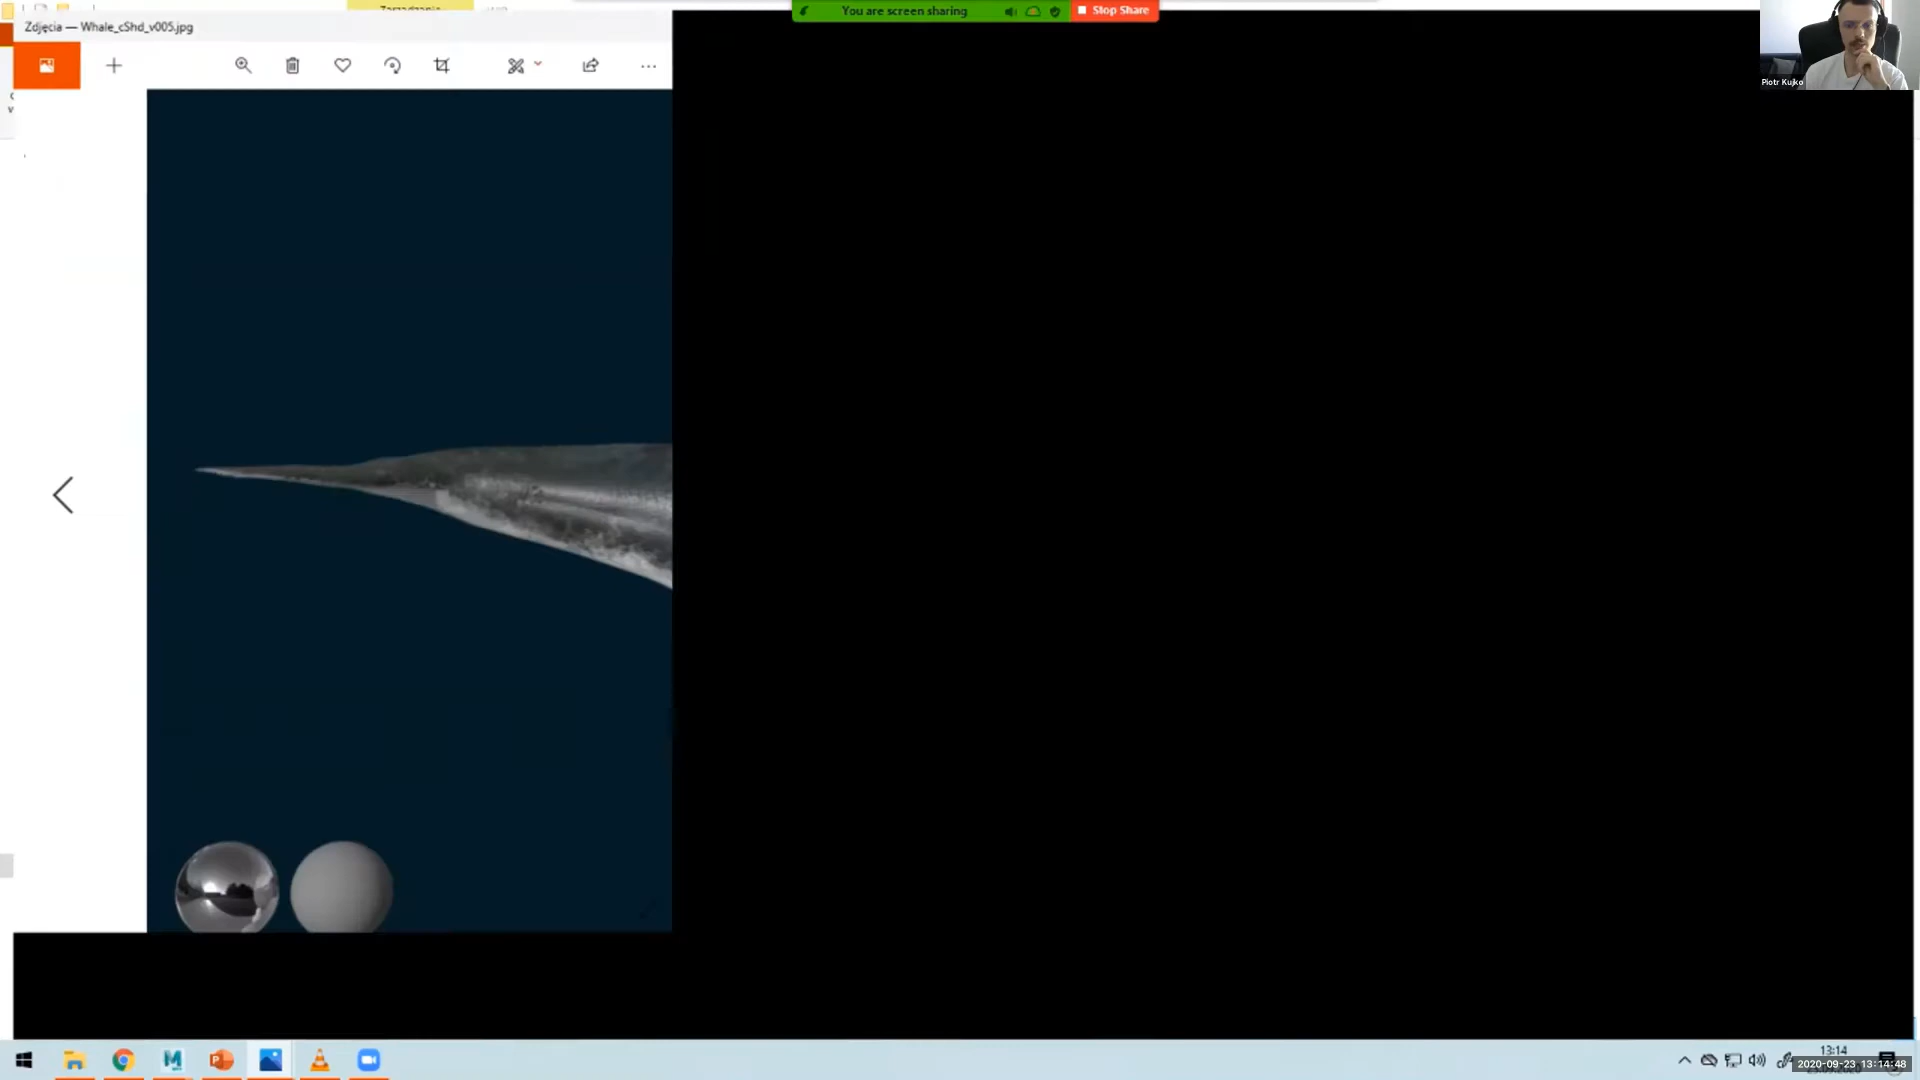 You are screen sharing
Stop Share
Zdjęcia — Whale_cShd_v005.jpg
Piotr Kujko
13:14
2020-09-23 13:14:48